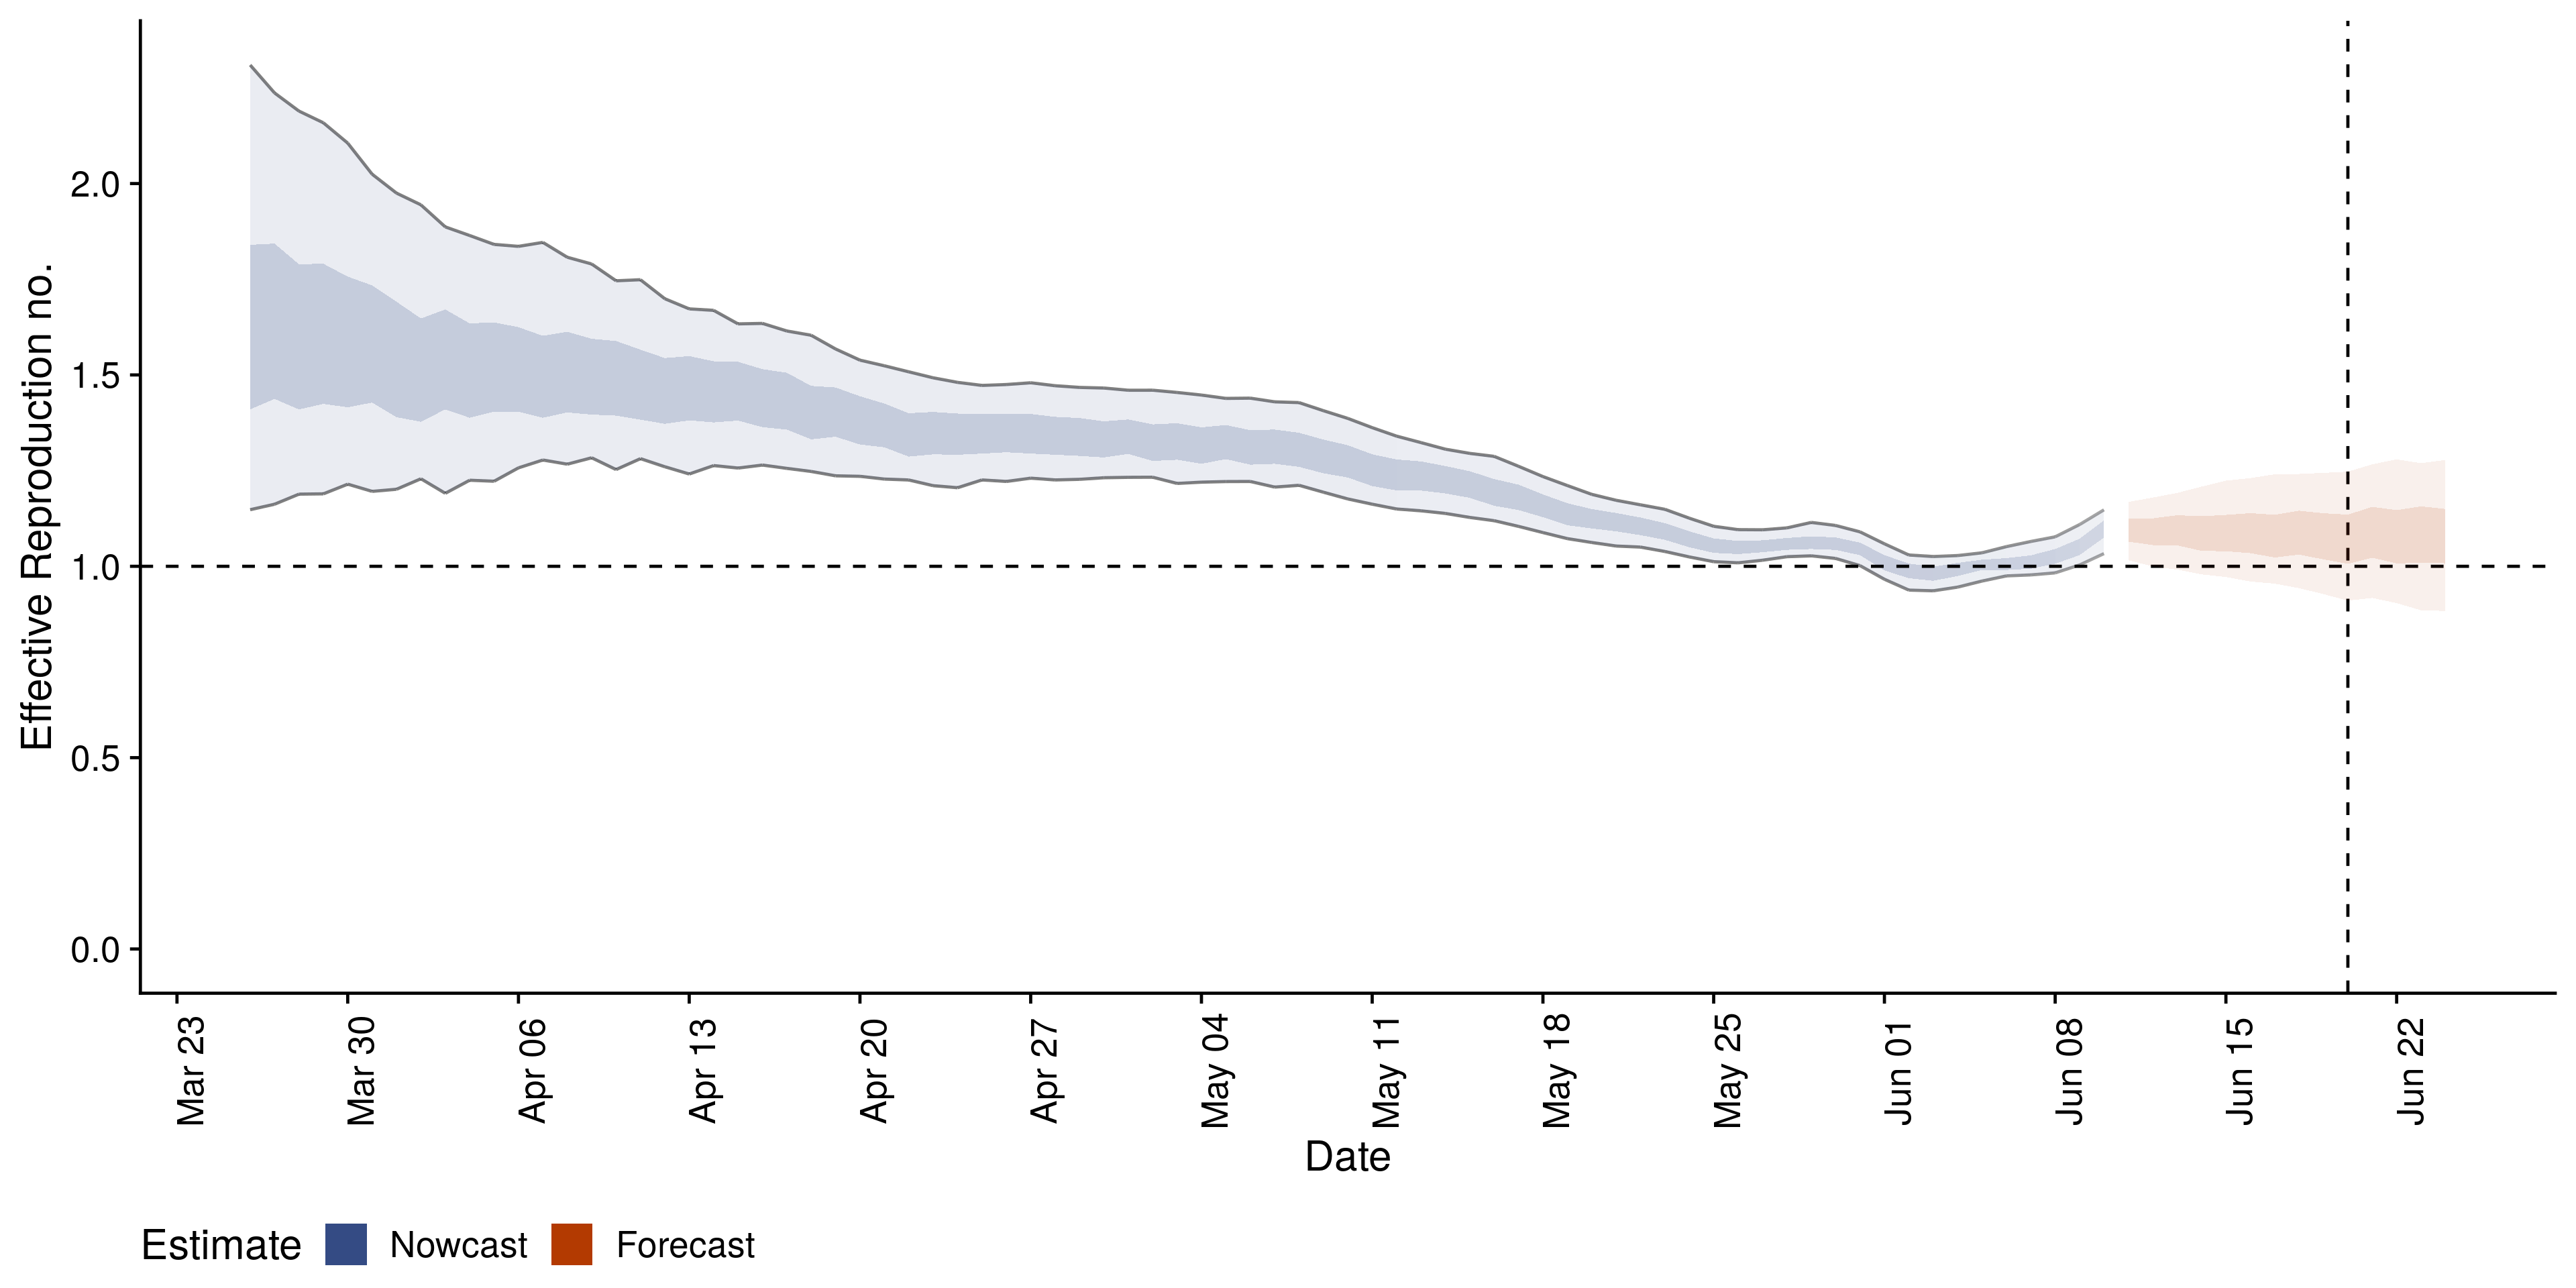 Effective Reproduction no.
2.0
1.5
1.0
0.5
0.0
Mar 23
Mar 30
Apr 06
Apr 13
Apr 20
Apr 27
May 04
May 11
May 18
May 25
Jun 01
Jun 08
Jun 15
Jun 22
Date
Estimate Nowcast Forecast